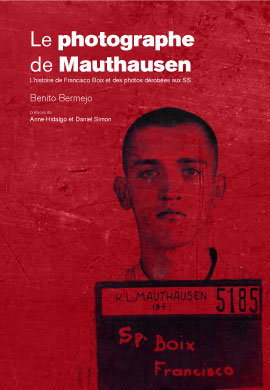 Le photographe
de Mauthausen
L'histoire de Francisco Boix et des photos dérobées aux SS
Benito Bermejo
préfaces de
Anne Hidalgo et Daniel Simon
K.L. MAUTHAUSEN
1941
5185
Sp. Boix
Francisco